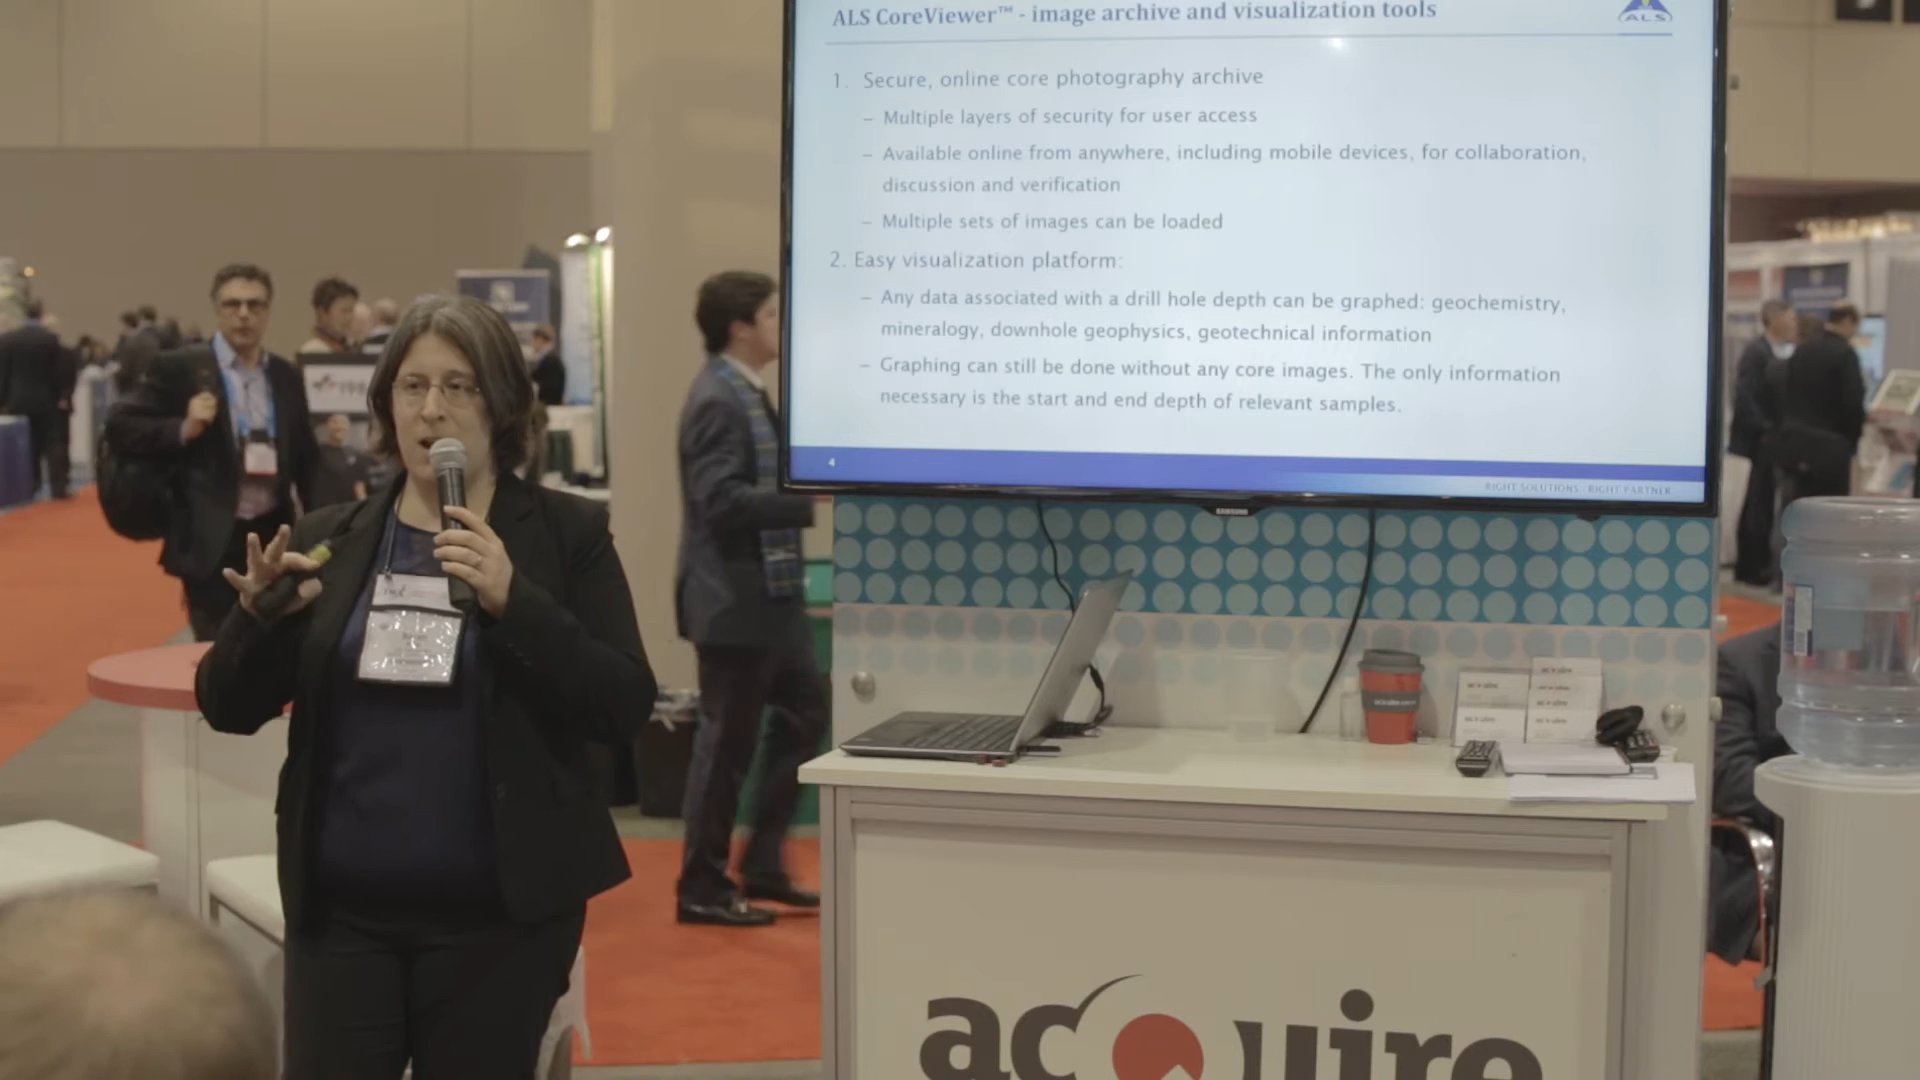 ALS CoreViewer™ - image archive and visualization tools
ALS
1. Secure, online core photography archive
– Multiple layers of security for user access
– Available online from anywhere, including mobile devices, for collaboration,
discussion and verification
– Multiple sets of images can be loaded
2. Easy visualization platform:
– Any data associated with a drill hole depth can be graphed: geochemistry,
mineralogy, downhole geophysics, geotechnical information
– Graphing can still be done without any core images. The only information
necessary is the start and end depth of relevant samples.
4
RIGHT SOLUTIONS RIGHT PARTNER
SAMSUNG
acquire